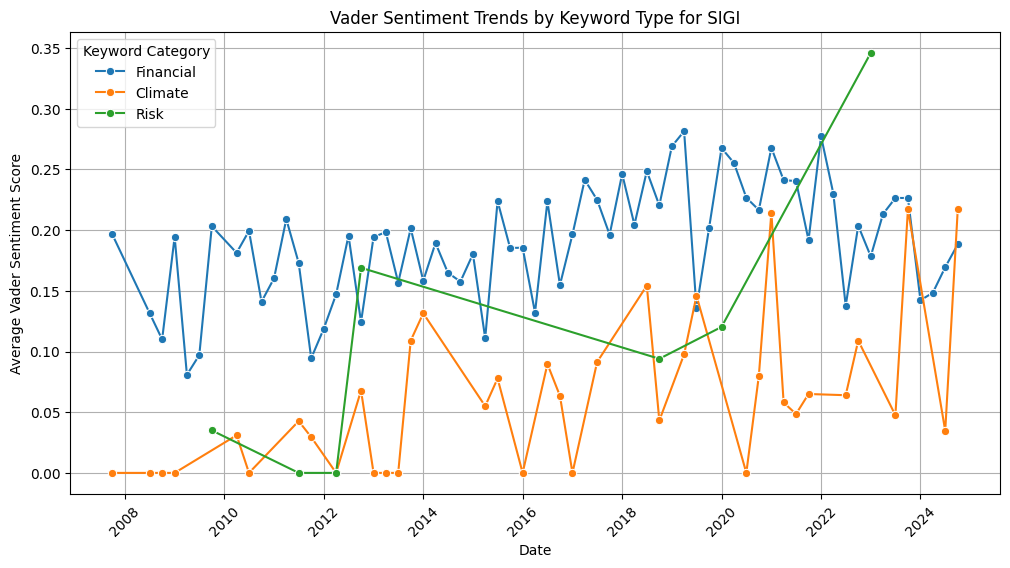 Vader Sentiment Trends by Keyword Type for SIGI
Keyword Category
Financial
Climate
Risk
Average Vader Sentiment Score
0.35
0.30
0.25
0.20
0.15
0.10
0.05
0.00
2008
2010
2012
2014
2016
2018
2020
2022
2024
Date